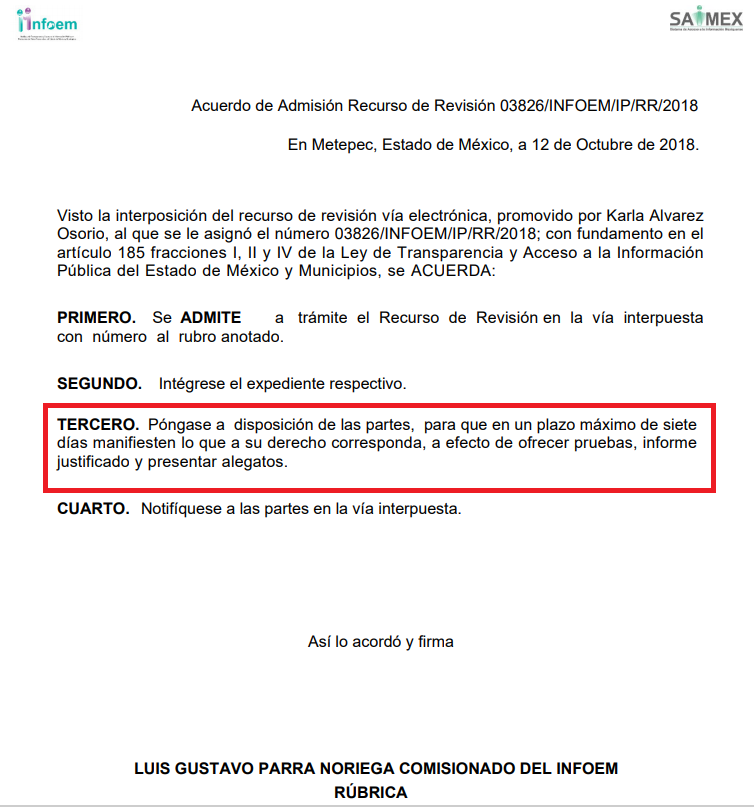 infoem
SAIMEX
Sistema de Acceso a la Información Mexiquense
Acuerdo de Admisión Recurso de Revisión 03826/INFOEM/IP/RR/2018
En Metepec, Estado de México, a 12 de Octubre de 2018.
Visto la interposición del recurso de revisión vía electrónica, promovido por Karla Alvarez
Osorio, al que se le asignó el número 03826/INFOEM/IP/RR/2018; con fundamento en el
artículo 185 fracciones I, II y IV de la Ley de Transparencia y Acceso a la Información
Pública del Estado de México y Municipios, se ACUERDA:
PRIMERO. Se ADMITE a trámite el Recurso de Revisión en la vía interpuesta
con número al rubro anotado.
SEGUNDO. Intégrese el expediente respectivo.
TERCERO. Póngase a disposición de las partes, para que en un plazo máximo de siete
días manifiesten lo que a su derecho corresponda, a efecto de ofrecer pruebas, informe
justificado y presentar alegatos.
CUARTO. Notifíquese a las partes en la vía interpuesta.
Así lo acordó y firma
LUIS GUSTAVO PARRA NORIEGA COMISIONADO DEL INFOEM
RÚBRICA